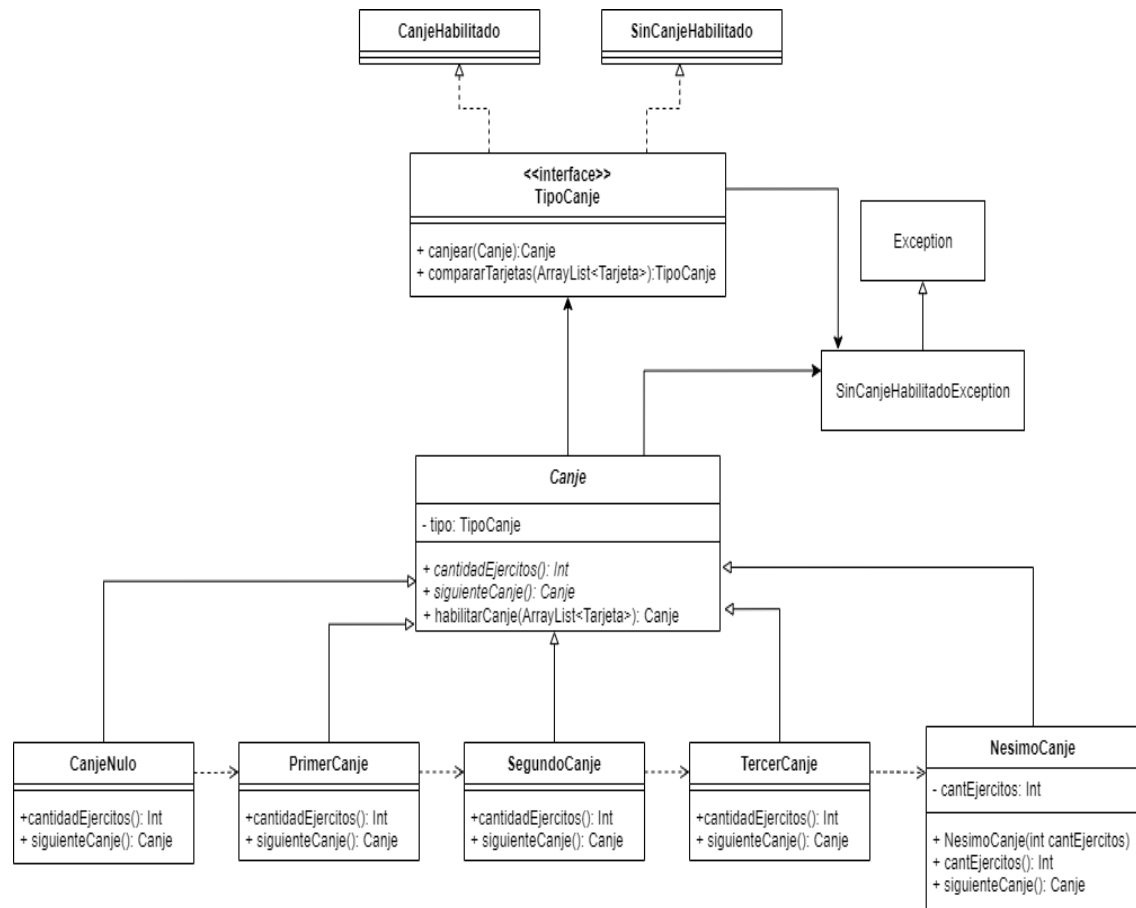 CanjeHabilitado
SinCanjeHabilitado
<<interface>>
TipoCanje
+ canjear(Canje):Canje
+ compararTarjetas(ArrayList<Tarjeta>):TipoCanje
Exception
SinCanjeHabilitadoException
Canje
- tipo: TipoCanje
+ cantidadEjercitos(): Int
+ siguienteCanje(): Canje
+ habilitarCanje(ArrayList<Tarjeta>): Canje
CanjeNulo
+cantidadEjercitos(): Int
+ siguienteCanje(): Canje
PrimerCanje
+cantidadEjercitos(): Int
+ siguienteCanje(): Canje
SegundoCanje
+cantidadEjercitos(): Int
+ siguienteCanje(): Canje
TercerCanje
+cantidadEjercitos(): Int
+ siguienteCanje(): Canje
NesimoCanje
- cantEjercitos: Int
+ NesimoCanje(int cantEjercitos)
+ cantEjercitos(): Int
+ siguienteCanje(): Canje